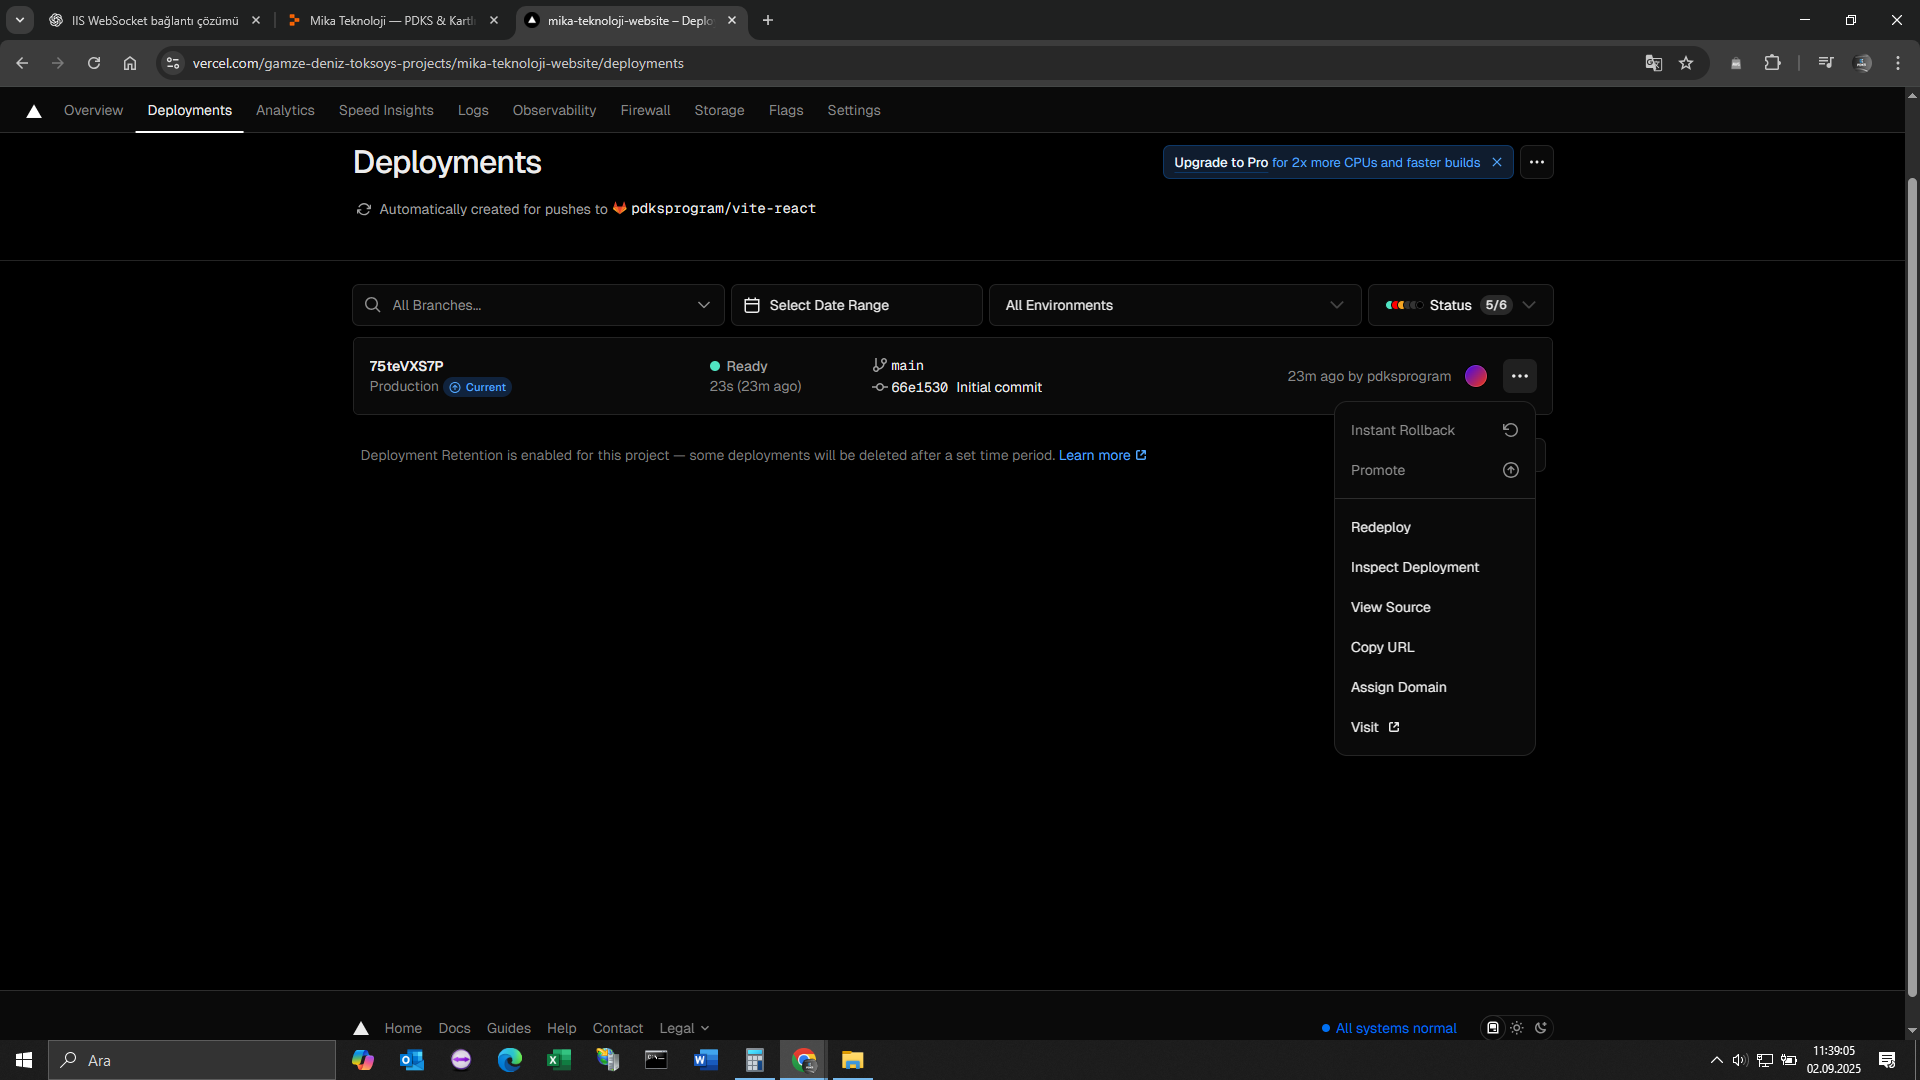 IIS WebSocket bağlantı çözümü
Mika Teknoloji — PDKS & Kartl
mika-teknoloji-website – Deplo
vercel.com/gamze-deniz-toksoys-projects/mika-teknoloji-website/deployments
Overview
Deployments
Analytics
Speed Insights
Logs
Observability
Firewall
Storage
Flags
Settings
Deployments
Upgrade to Pro for 2x more CPUs and faster builds
Automatically created for pushes to pdksprogram/vite-react
All Branches...
Select Date Range
All Environments
Status 5/6
75teVXS7P
Production Current
Ready
23s (23m ago)
main
66e1530 Initial commit
23m ago by pdksprogram
Instant Rollback
Promote
Redeploy
Inspect Deployment
View Source
Copy URL
Assign Domain
Visit
Deployment Retention is enabled for this project — some deployments will be deleted after a set time period. Learn more
Home
Docs
Guides
Help
Contact
Legal
All systems normal
Ara
11:39:05
02.09.2025